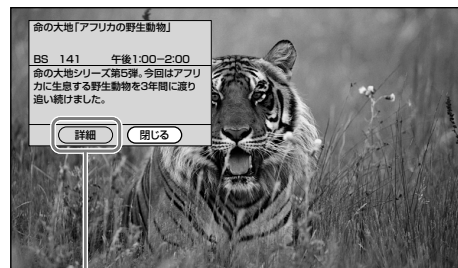 命の大地「アフリカの野生動物」
BS 141 午後1:00-2:00
命の大地シリーズ第5弾。今回はアフリ
カに生息する野生動物を3年間に渡り
追い続けました。
詳細 閉じる